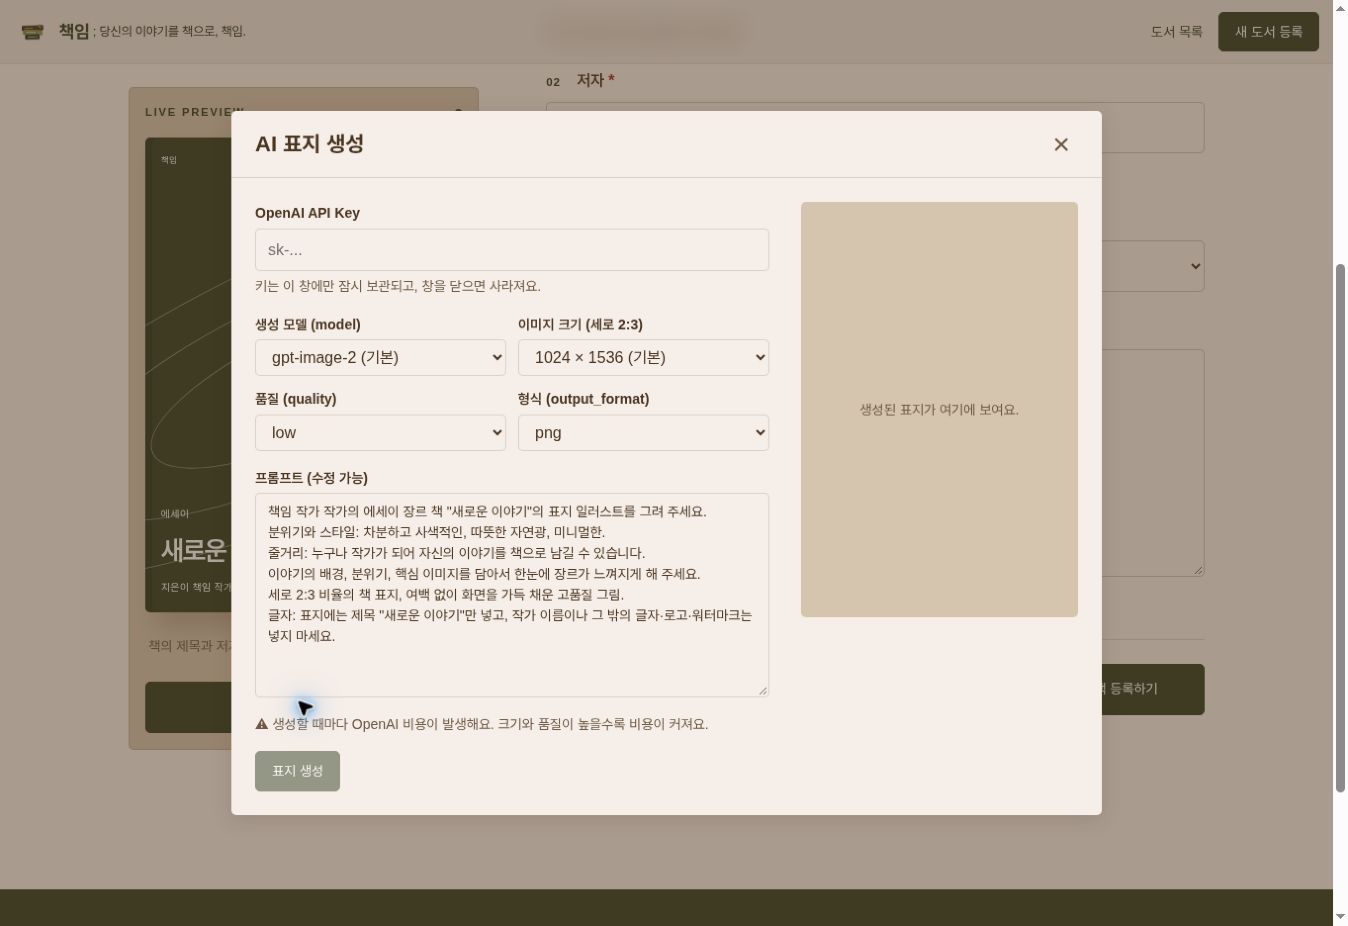 책임 ; 당신의 이야기를 책으로, 책임.
도서 목록
새 도서 등록
02 저자 *
LIVE PREVIEW
책임
에세이
새로운
지은이 책임 작가
책의 제목과
등록하기
AI 표지 생성
✕
OpenAI API Key
sk-...
키는 이 창에만 잠시 보관되고, 창을 닫으면 사라져요.
생성 모델 (model)
이미지 크기 (세로 2:3)
gpt-image-2 (기본)
1024 × 1536 (기본)
품질 (quality)
형식 (output_format)
low
png
프롬프트 (수정 가능)
책임 작가 작가의 에세이 장르 책 "새로운 이야기"의 표지 일러스트를 그려 주세요.
분위기와 스타일: 차분하고 사색적인, 따뜻한 자연광, 미니멀한.
줄거리: 누구나 작가가 되어 자신의 이야기를 책으로 남길 수 있습니다.
이야기의 배경, 분위기, 핵심 이미지를 담아서 한눈에 장르가 느껴지게 해 주세요.
세로 2:3 비율의 책 표지, 여백 없이 화면을 가득 채운 고품질 그림.
글자: 표지에는 제목 "새로운 이야기"만 넣고, 작가 이름이나 그 밖의 글자·로고·워터마크는
넣지 마세요.
⚠ 생성할 때마다 OpenAI 비용이 발생해요. 크기와 품질이 높을수록 비용이 커져요.
표지 생성
생성된 표지가 여기에 보여요.